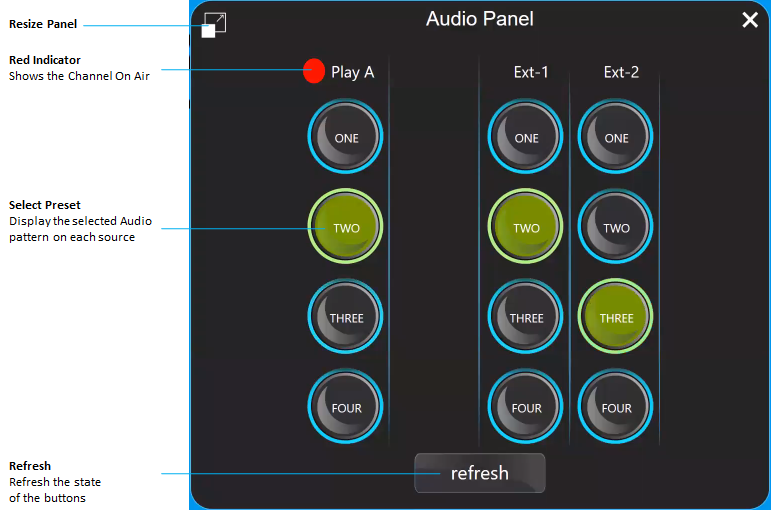 Resize Panel
Audio Panel
Red Indicator
Shows the Channel On Air
Play A
Ext-1
Ext-2
ONE
ONE
ONE
Select Preset
Display the selected Audio
pattern on each source
TWO
TWO
TWO
THREE
THREE
THREE
FOUR
FOUR
FOUR
Refresh
Refresh the state
of the buttons
refresh